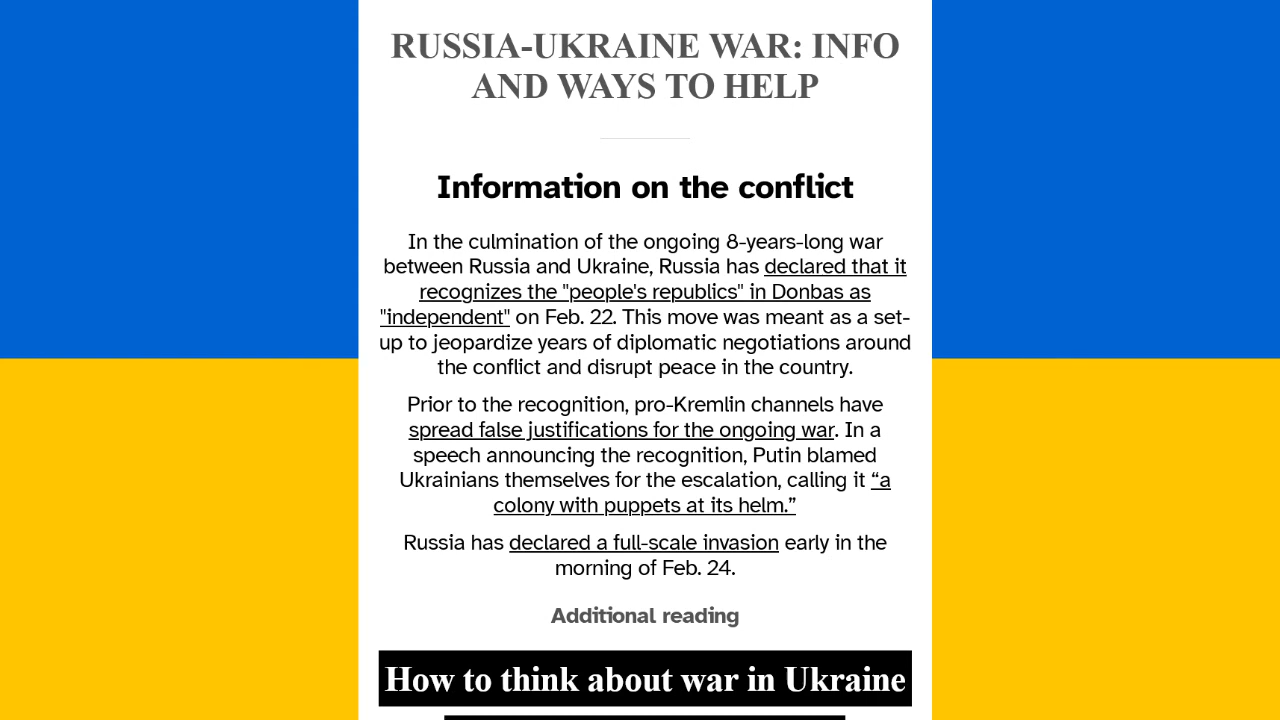 RUSSIA-UKRAINE WAR: INFO
AND WAYS TO HELP
Information on the conflict
In the culmination of the ongoing 8-years-long war
between Russia and Ukraine, Russia has declared that it
recognizes the "people's republics" in Donbas as
"independent" on Feb. 22. This move was meant as a set-
up to jeopardize years of diplomatic negotiations around
the conflict and disrupt peace in the country.
Prior to the recognition, pro-Kremlin channels have
spread false justifications for the ongoing war. In a
speech announcing the recognition, Putin blamed
Ukrainians themselves for the escalation, calling it “a
colony with puppets at its helm.”
Russia has declared a full-scale invasion early in the
morning of Feb. 24.
Additional reading
How to think about war in Ukraine